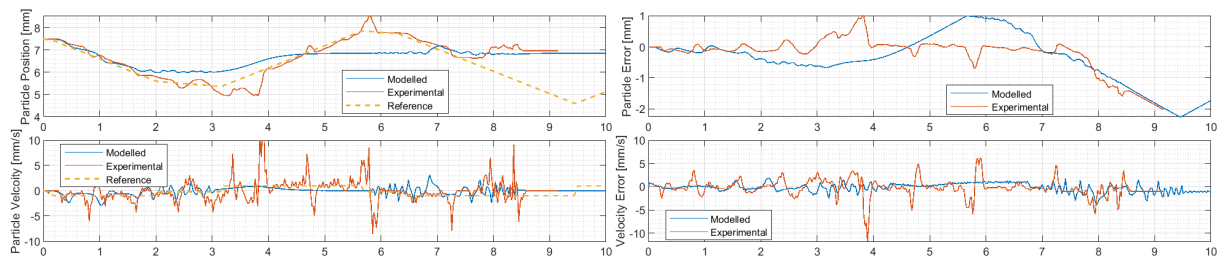 Particle Position [mm]
8
7
6
5
4
Modelled
Experimental
Reference
0 1 2 3 4 5 6 7 8 9 10
Particle Error [mm]
1
0
-1
-2
Modelled
Experimental
0 1 2 3 4 5 6 7 8 9 10
Particle Velcoity [mm/s]
10
5
0
-5
-10
Modelled
Experimental
Reference
0 1 2 3 4 5 6 7 8 9 10
Velocity Error [mm/s]
10
5
0
-5
-10
Modelled
Experimental
0 1 2 3 4 5 6 7 8 9 10